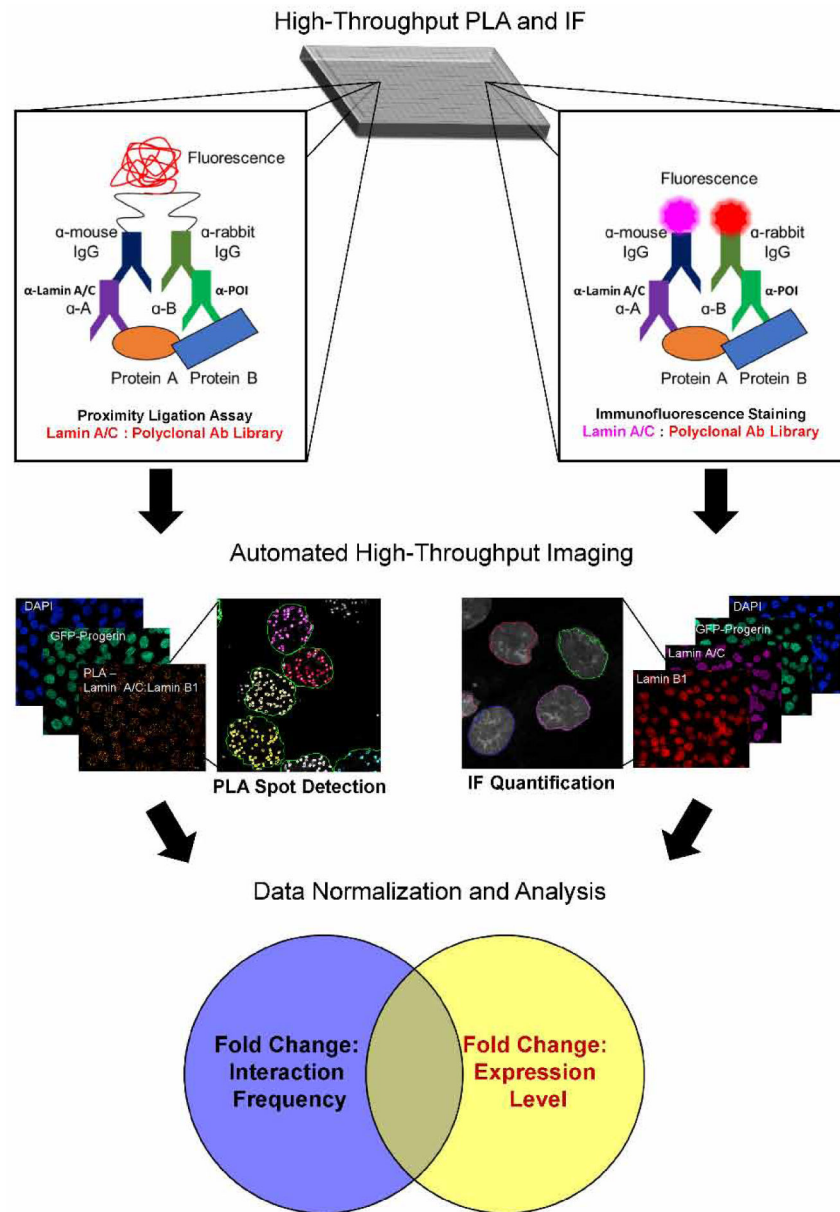 High-Throughput PLA and IF
Fluorescence
α-mouse
IgG
α-rabbit
IgG
α-Lamin A/C
α-A
α-B
α-POI
Protein A
Protein B
Proximity Ligation Assay
Lamin A/C : Polyclonal Ab Library
Fluorescence
α-mouse
IgG
α-rabbit
IgG
α-Lamin A/C
α-A
α-B
α-POI
Protein A
Protein B
Immunofluorescence Staining
Lamin A/C : Polyclonal Ab Library
Automated High-Throughput Imaging
DAPI
GFP-Progerin
PLA –
Lamin A/C:Lamin B1
PLA Spot Detection
IF Quantification
DAPI
GFP-Progerin
Lamin A/C
Lamin B1
Data Normalization and Analysis
Fold Change:
Interaction
Frequency
Fold Change:
Expression
Level